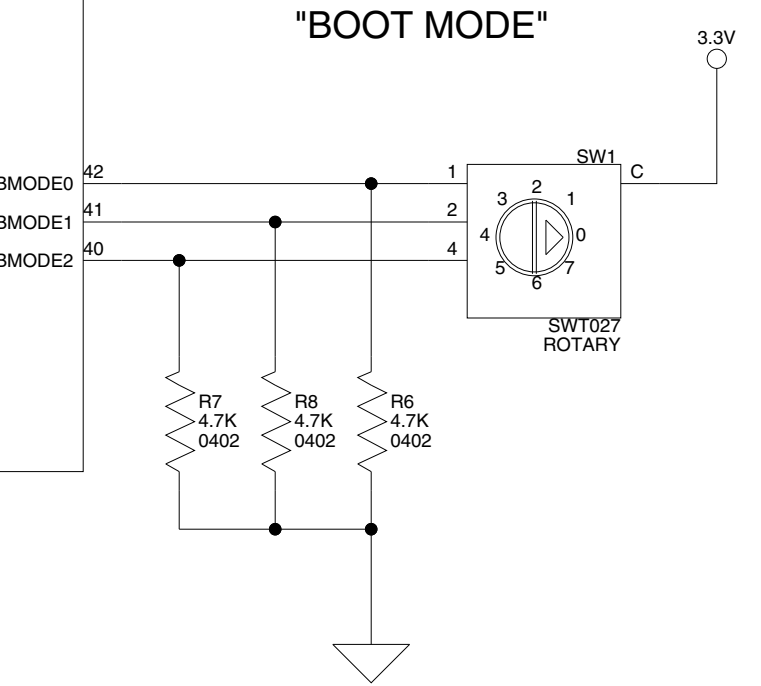 "BOOT MODE"
3.3V
BMODE0
42
1
SW1
C
BMODE1
41
2
BMODE2
40
4
3
2
1
4
0
5
6
7
SWT027
ROTARY
R7
4.7K
0402
R8
4.7K
0402
R6
4.7K
0402